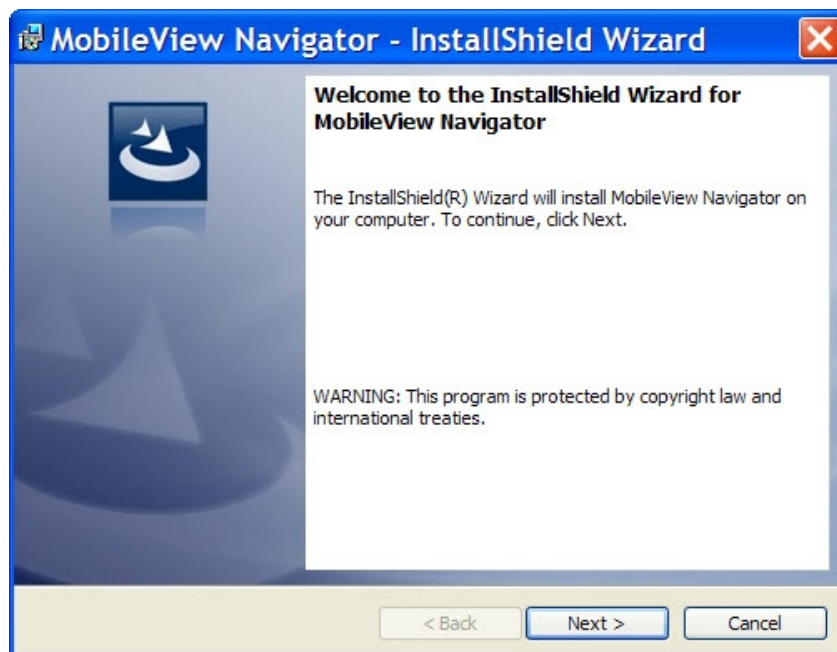 MobileView Navigator - InstallShield Wizard
Welcome to the InstallShield Wizard for
MobileView Navigator
The InstallShield(R) Wizard will install MobileView Navigator on
your computer. To continue, click Next.
WARNING: This program is protected by copyright law and
international treaties.
< Back
Next >
Cancel